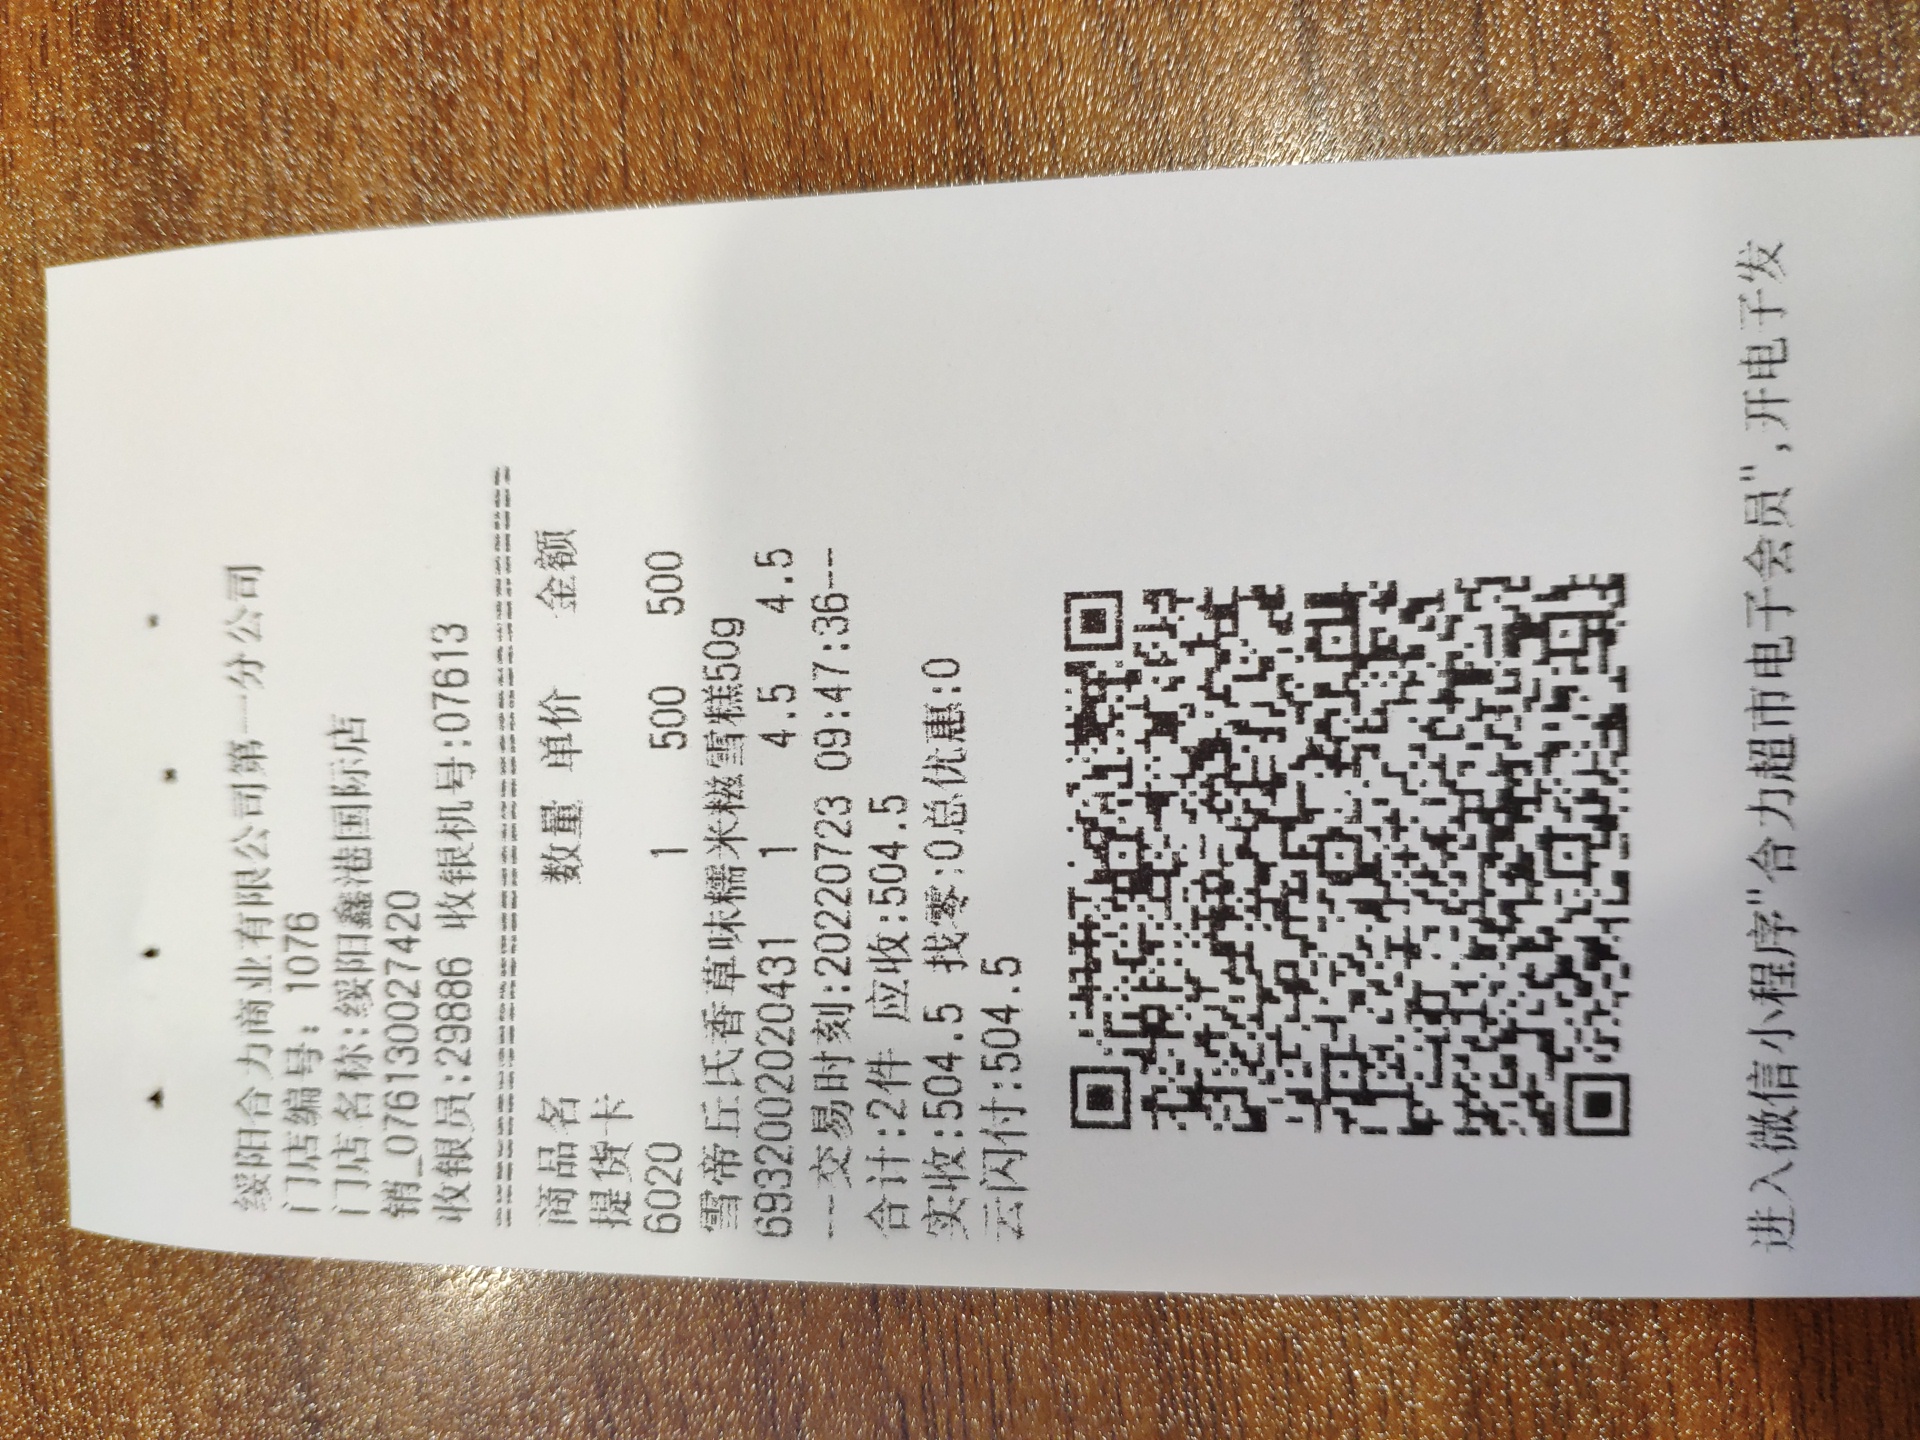 绥阳合力商业有限公司第一分公司
门店编号: 1076
门店名称:绥阳鑫港国际店
销_0761300027420
收银员:29886 收银机号:07613
商品名 数量 单价 金额
提货卡
6020 1 500 500
雪帝丘氏香草味糯米糍雪糕50g
6932002020431 1 4.5 4.5
---交易时刻:20220723 09:47:36---
合计:2件 应收:504.5
实收:504.5 找零:0总优惠:0
云闪付:504.5
进入微信小程序"合力超市电子会员",开电子发